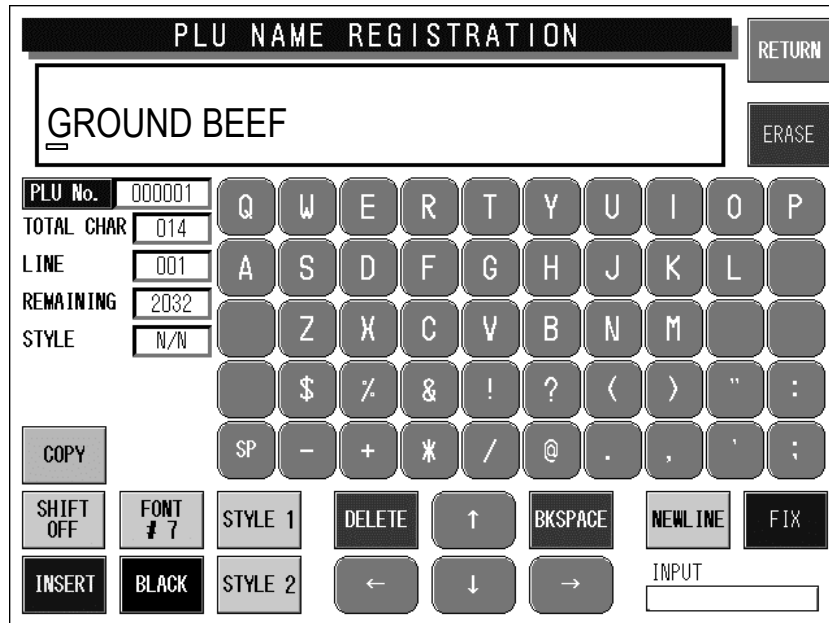 PLU NAME REGISTRATION
RETURN
GROUND BEEF
ERASE
PLU No. 000001
TOTAL CHAR 014
LINE 001
REMAINING 2032
STYLE N/N
Q W E R T Y U I O P
A S D F G H J K L
Z X C V B N M
$ % & ! ? ( ) " :
SP - + * / @ . , ' ;
COPY
SHIFT OFF
FONT # 7
STYLE 1
DELETE
↑
BKSPACE
NEWLINE
FIX
INSERT
BLACK
STYLE 2
←
↓
→
INPUT